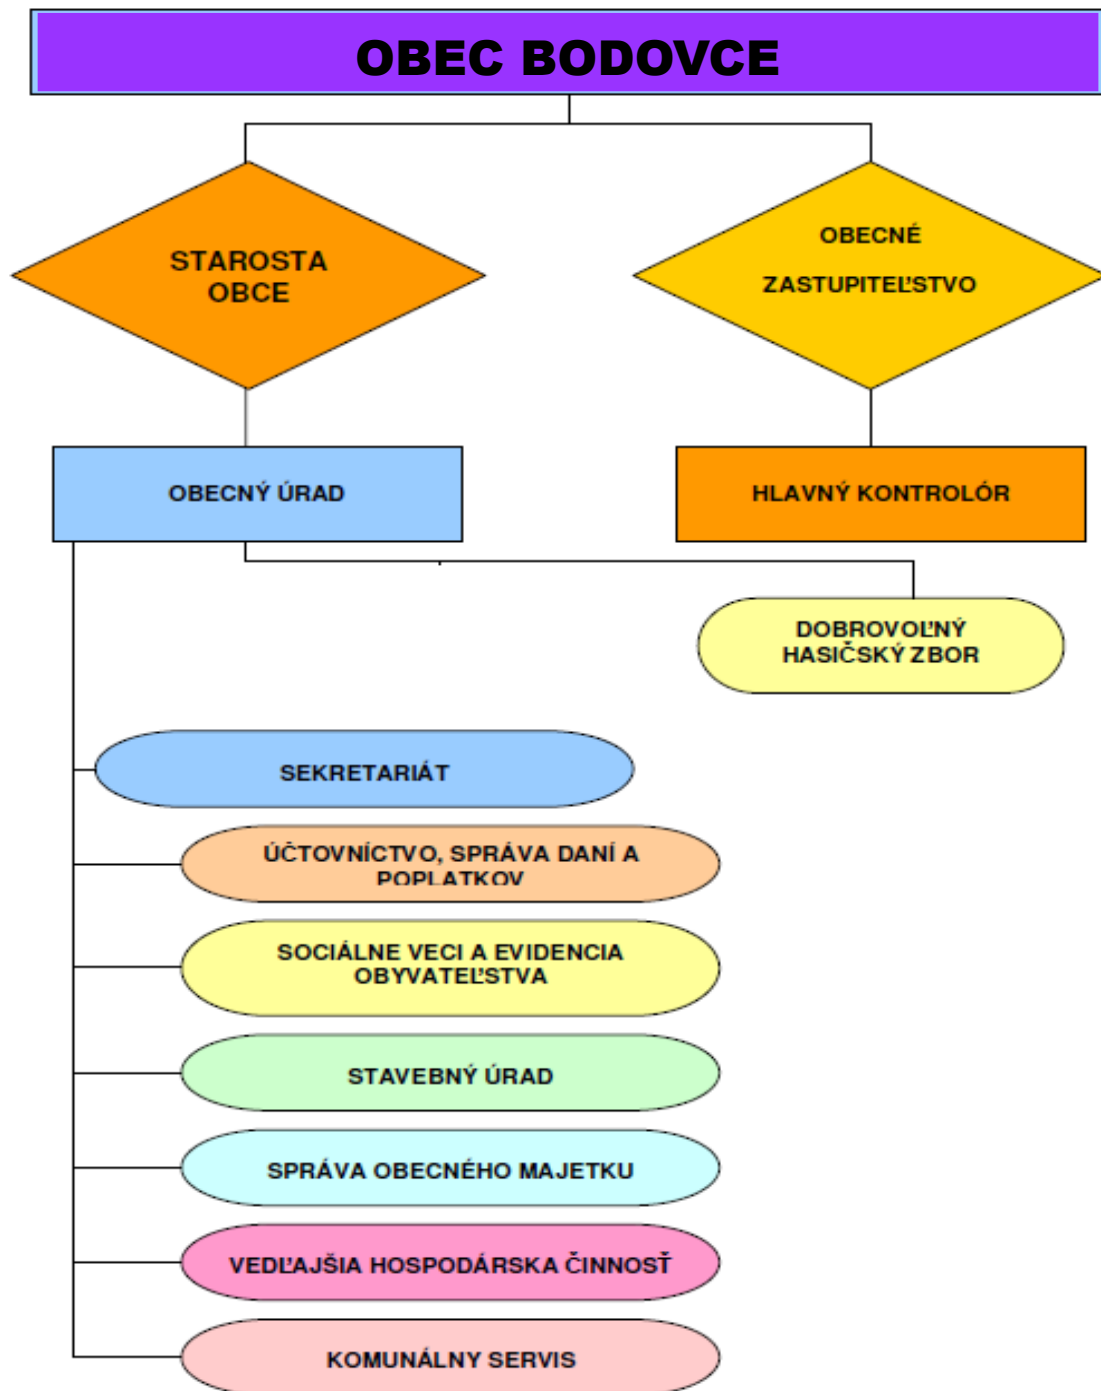 OBEC BODOVCE
STAROSTA
OBCE
OBECNÉ
ZASTUPITEĽSTVO
OBECNÝ ÚRAD
HLAVNÝ KONTROLÓR
DOBROVOĽNÝ
HASIČSKÝ ZBOR
SEKRETARIÁT
ÚČTOVNÍCTVO, SPRÁVA DANÍ A
POPLATKOV
SOCIÁLNE VECI A EVIDENCIA
OBYVATEĽSTVA
STAVEBNÝ ÚRAD
SPRÁVA OBECNÉHO MAJETKU
VEDĽAJŠIA HOSPODÁRSKA ČINNOSŤ
KOMUNÁLNY SERVIS